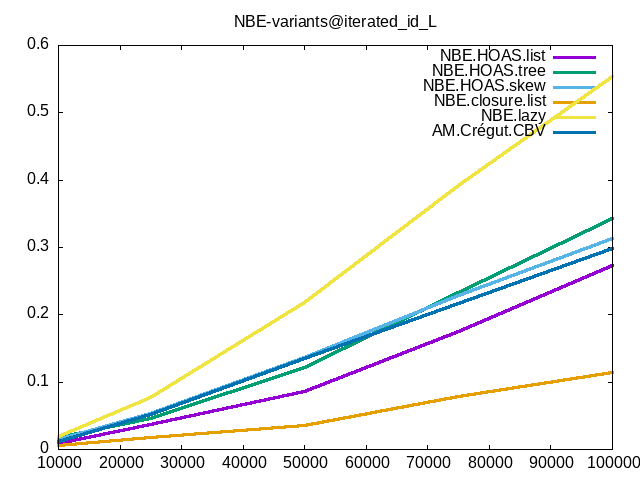 NBE-variants@iterated_id_L
0.6
0.5
0.4
0.3
0.2
0.1
0
NBE.HOAS.list
NBE.HOAS.tree
NBE.HOAS.skew
NBE.closure.list
NBE.lazy
AM.Crégut.CBV
10000 20000 30000 40000 50000 60000 70000 80000 90000 100000